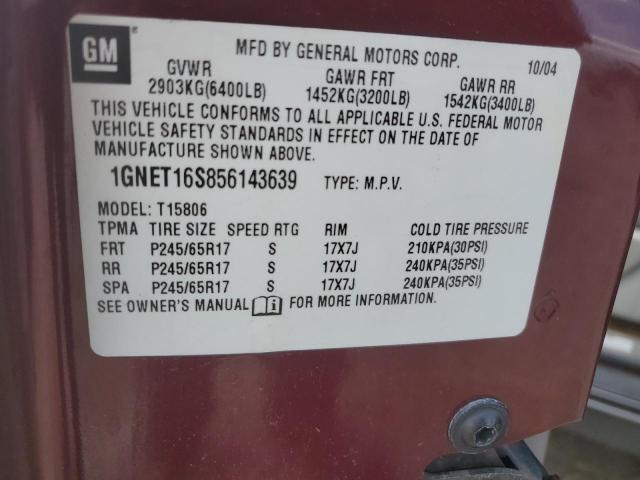 GM
MFD BY GENERAL MOTORS CORP. 10/04
GVWR GAWR FRT GAWR RR
2903KG(6400LB) 1452KG(3200LB) 1542KG(3400LB)
THIS VEHICLE CONFORMS TO ALL APPLICABLE U.S. FEDERAL MOTOR
VEHICLE SAFETY STANDARDS IN EFFECT ON THE DATE OF
MANUFACTURE SHOWN ABOVE.
1GNET16S856143639 TYPE: M.P.V.
MODEL: T15806
TPMA TIRE SIZE SPEED RTG RIM COLD TIRE PRESSURE
FRT P245/65R17 S 17X7J 210KPA(30PSI)
RR P245/65R17 S 17X7J 240KPA(35PSI)
SPA P245/65R17 S 17X7J 240KPA(35PSI)
SEE OWNER'S MANUAL i FOR MORE INFORMATION.